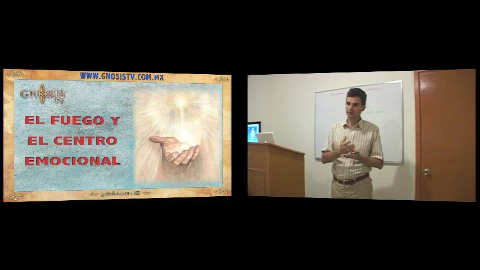 WWW.GNOSISTV.COM.MX
GNOSIS
TV
EL FUEGO Y
EL CENTRO
EMOCIONAL